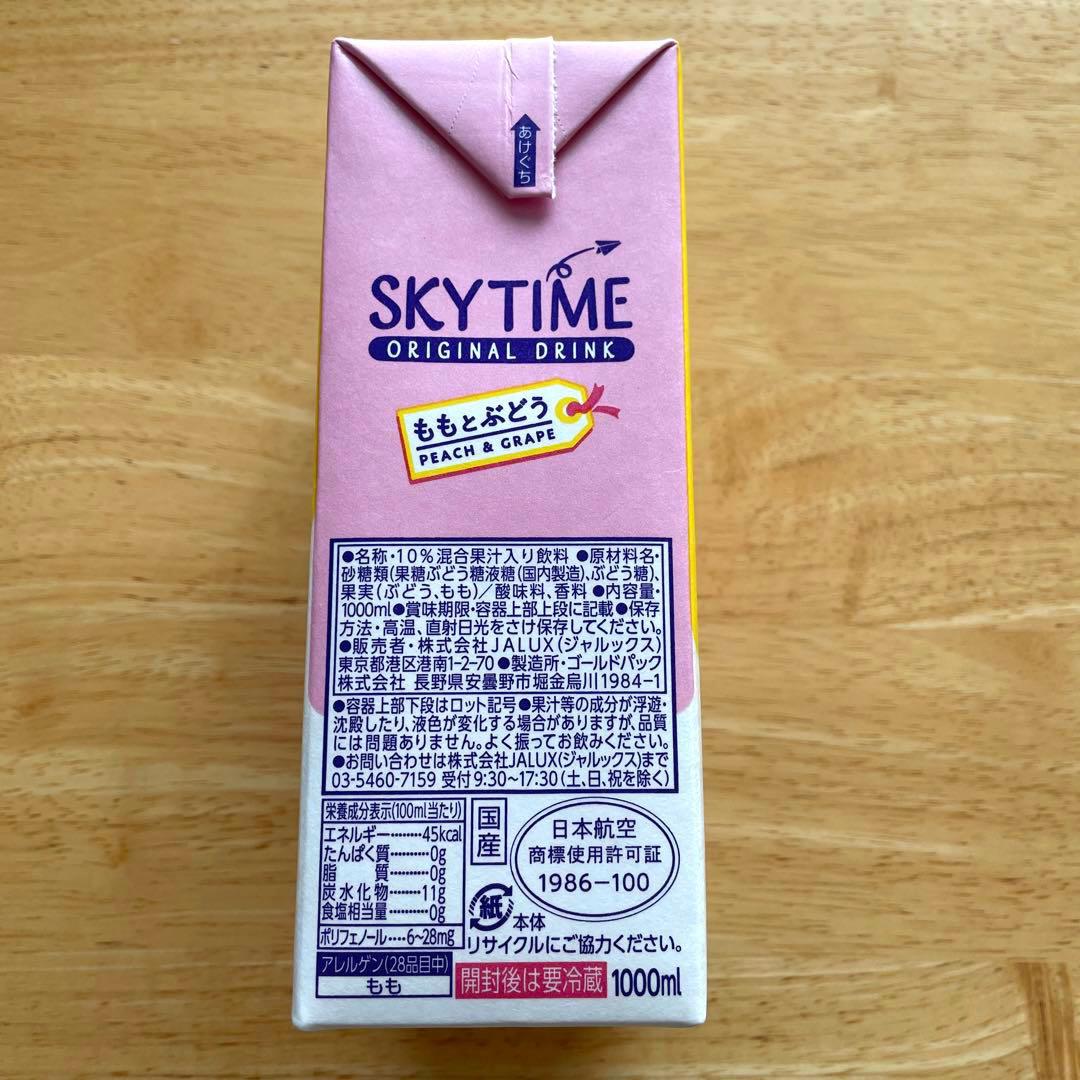 あけぐち
SKYTIME
ORIGINAL DRINK
ももとぶどう
PEACH & GRAPE
●名称・10%混合果汁入り飲料 ●原材料名・
砂糖類(果糖ぶどう糖液糖(国内製造)、ぶどう糖)、
果実(ぶどう、もも)／酸味料、香料 ●内容量・
1000ml●賞味期限・容器上部上段に記載●保存
方法・高温、直射日光をさけ保存してください。
●販売者・株式会社JALUX(ジャルックス)
東京都港区港南1-2-70 ●製造所・ゴールドパック
株式会社 長野県安曇野市堀金烏川1984-1
●容器上部下段はロット記号●果汁等の成分が浮遊・
沈殿したり、液色が変化する場合がありますが、品質
には問題ありません。よく振ってお飲みください。
●お問い合わせは株式会社JALUX(ジャルックス)まで
03-5460-7159 受付9:30〜17:30(土、日、祝を除く)
栄養成分表示(100ml当たり)
エネルギー………45kcal
たんぱく質…………0g
脂質…………0g
炭水化物………11g
食塩相当量…………0g
ポリフェノール‥‥6〜28mg
アレルゲン(28品目中)
もも
国産
日本航空
商標使用許可証
1986-100
紙
本体
リサイクルにご協力ください。
開封後は要冷蔵 1000ml